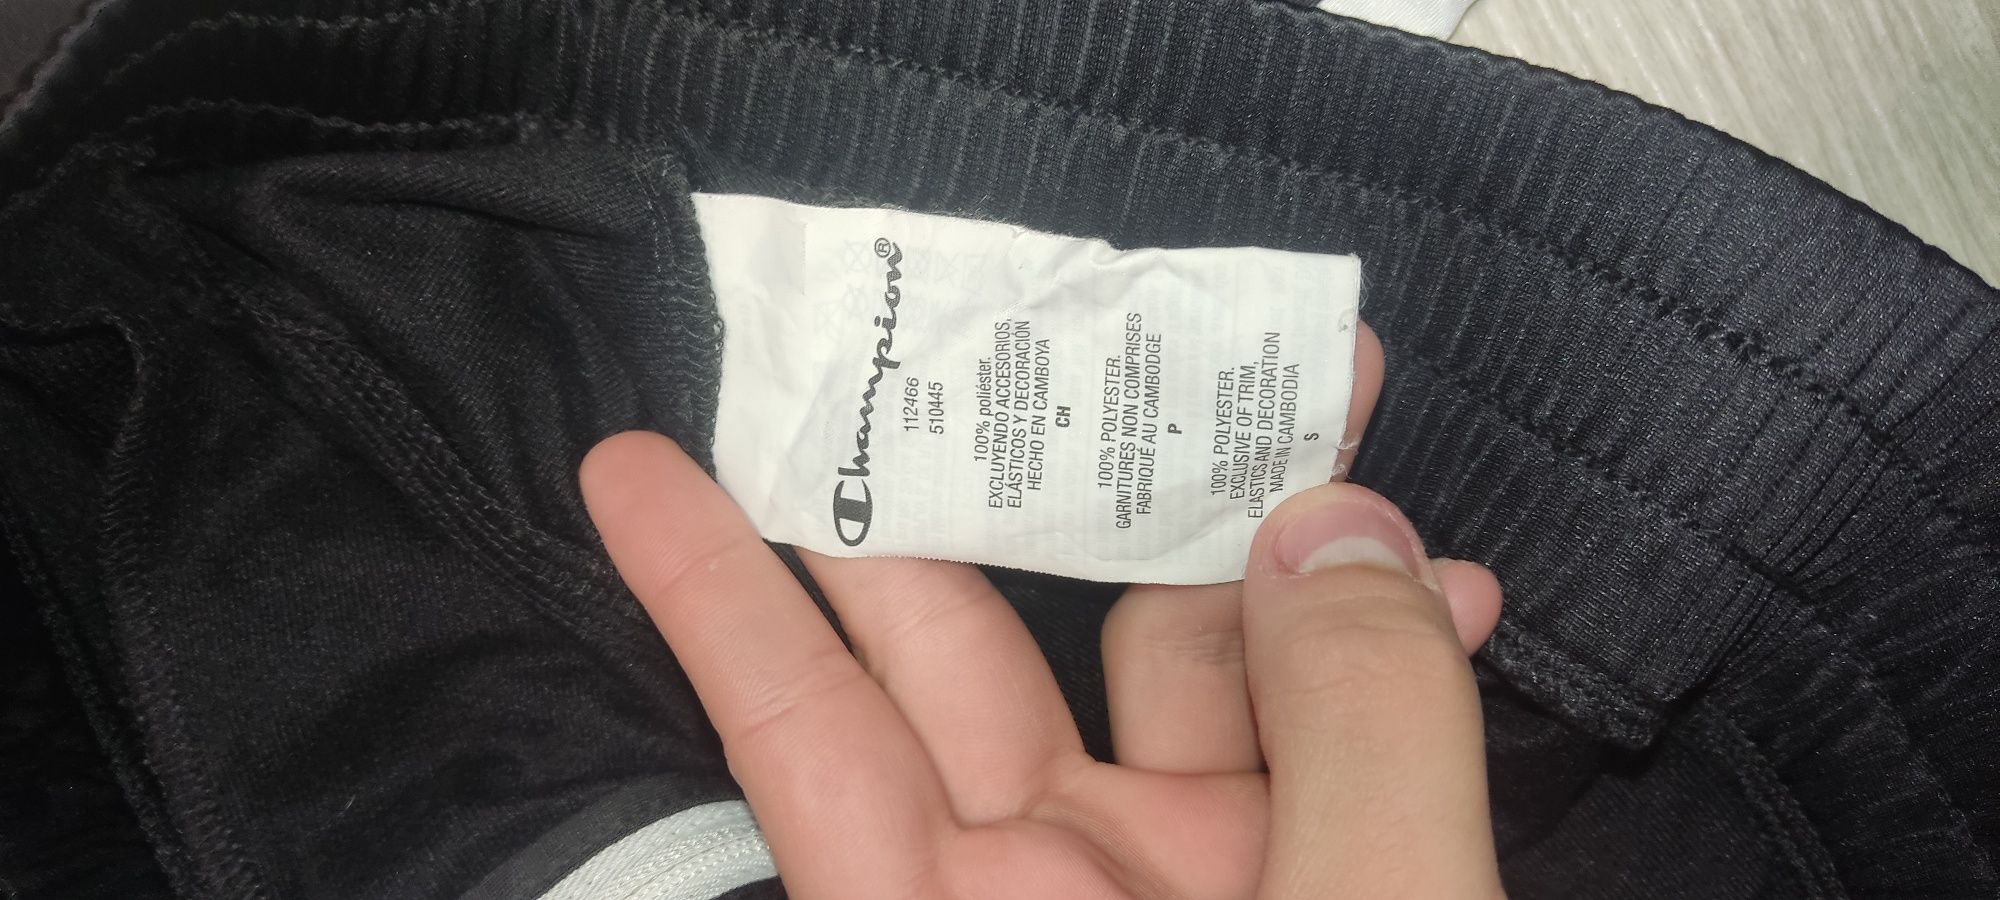 Champion®
112466
510445
100% poliéster.
EXCLUYENDO ACCESORIOS,
ELÁSTICOS Y DECORACIÓN
HECHO EN CAMBOYA
CH
100% POLYESTER.
GARNITURES NON COMPRISES
FABRIQUÉ AU CAMBODGE
P
100% POLYESTER.
EXCLUSIVE OF TRIM,
ELASTICS AND DECORATION
MADE IN CAMBODIA
S